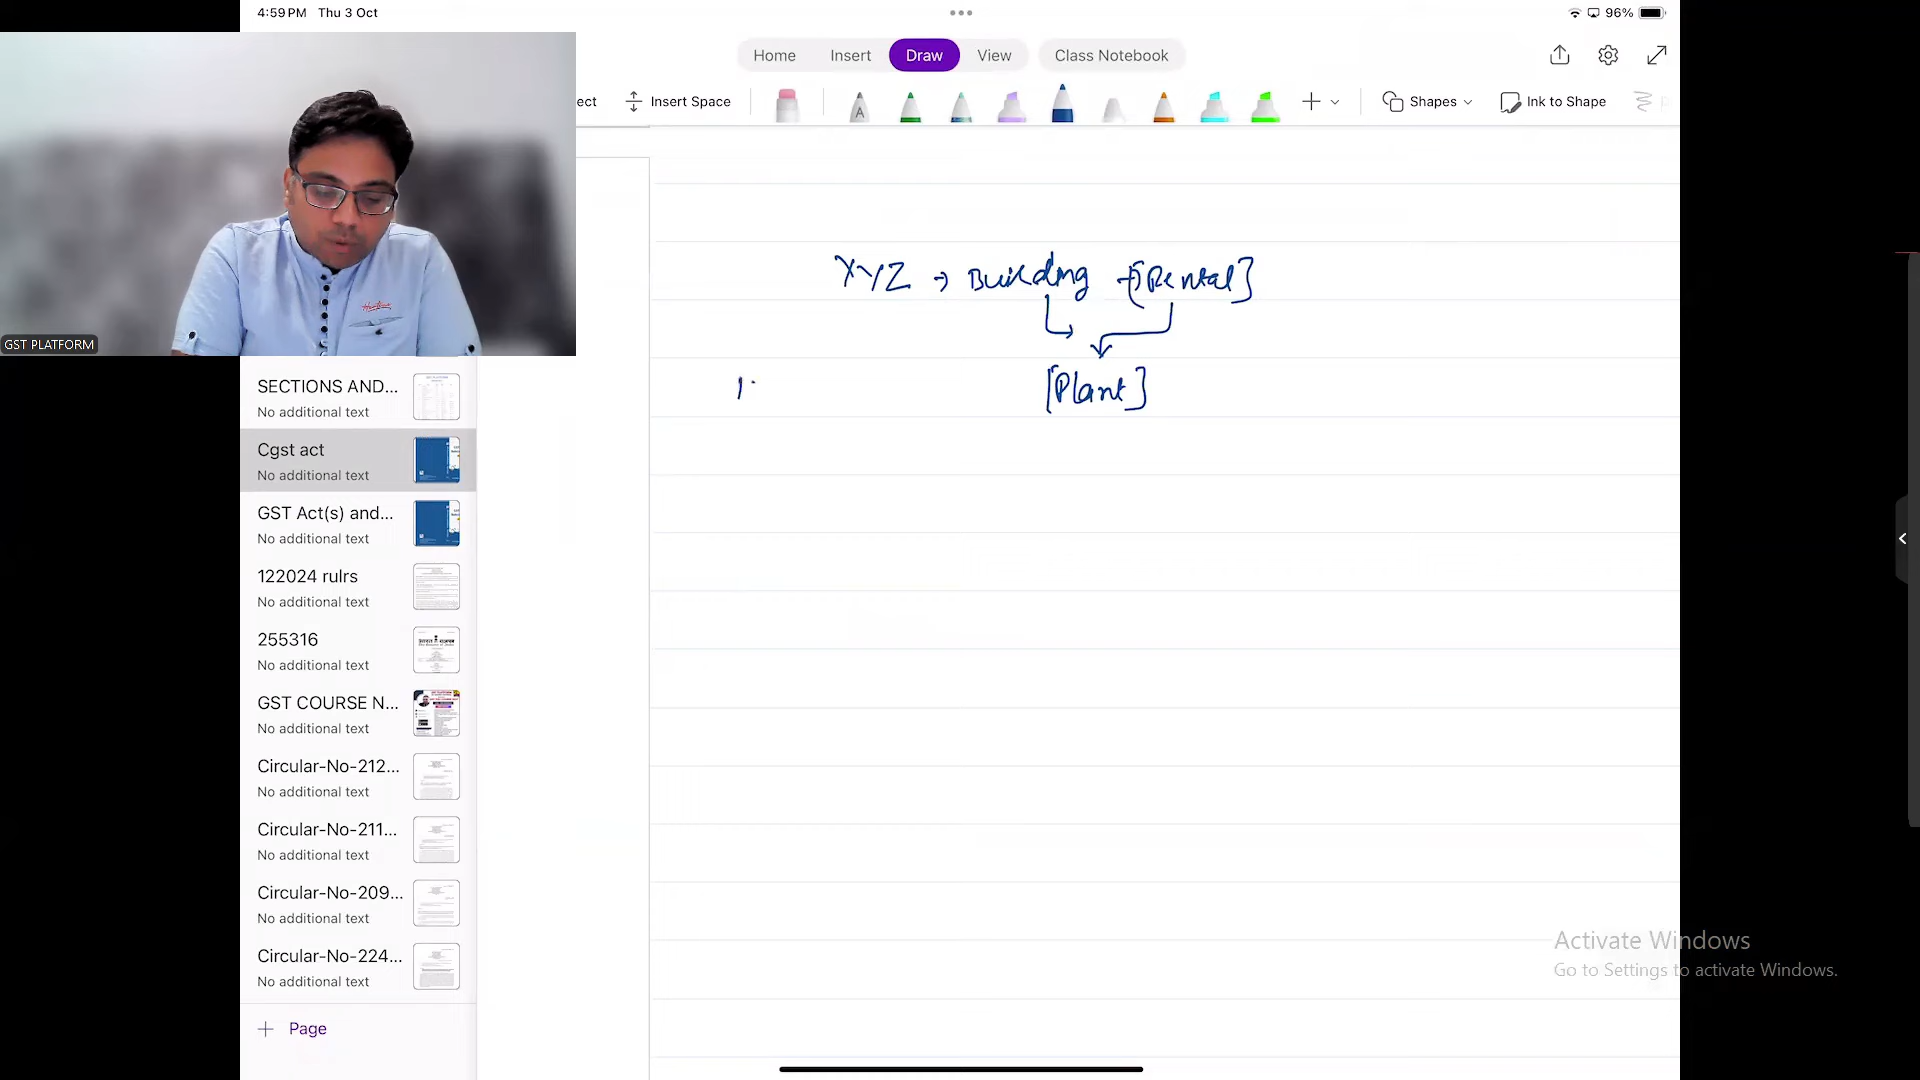 4:59 PM Thu 3 Oct
96%
Home Insert Draw View Class Notebook
ect Insert Space A Shapes Ink to Shape
XYZ → Building → [Rental]
[Plant]
GST PLATFORM
SECTIONS AND...
No additional text
Cgst act
No additional text
GST Act(s) and...
No additional text
122024 rulrs
No additional text
255316
No additional text
GST COURSE N...
No additional text
Circular-No-212...
No additional text
Circular-No-211...
No additional text
Circular-No-209...
No additional text
Circular-No-224...
No additional text
Page
Activate Windows
Go to Settings to activate Windows.